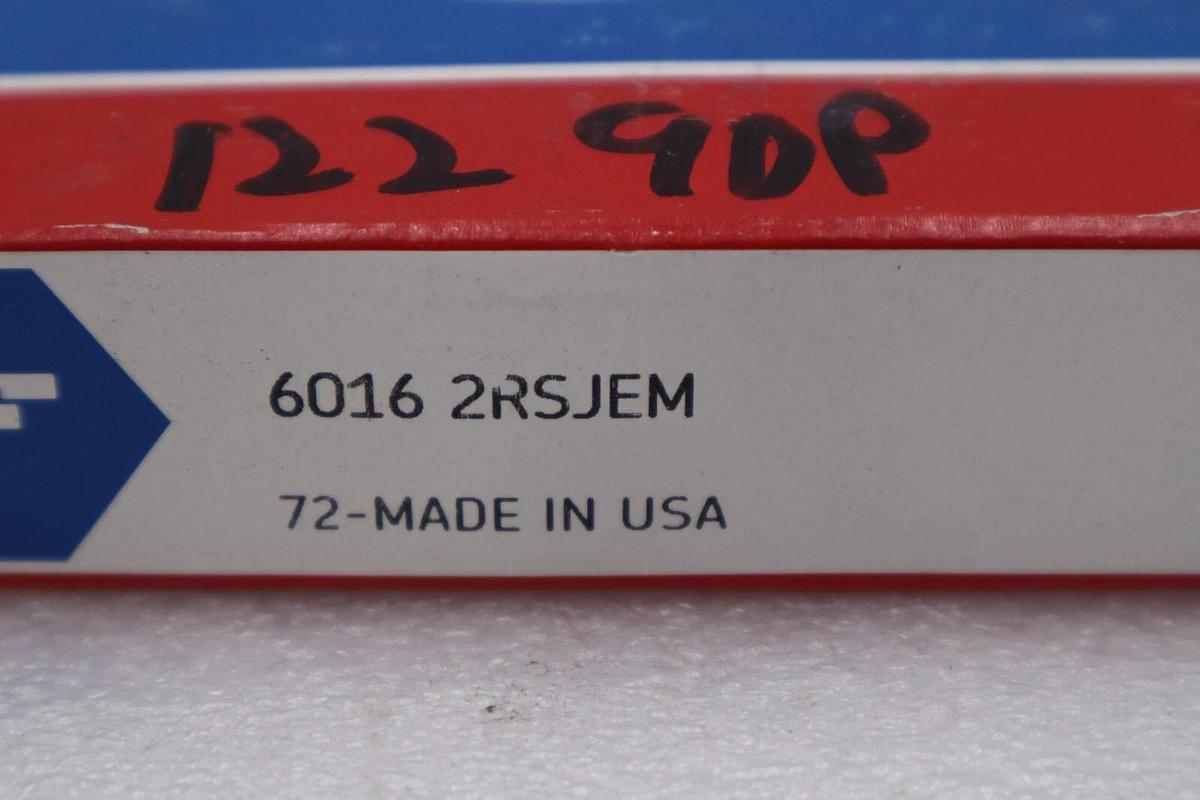 122 9DP
6016 2RSJEM
72-MADE IN USA